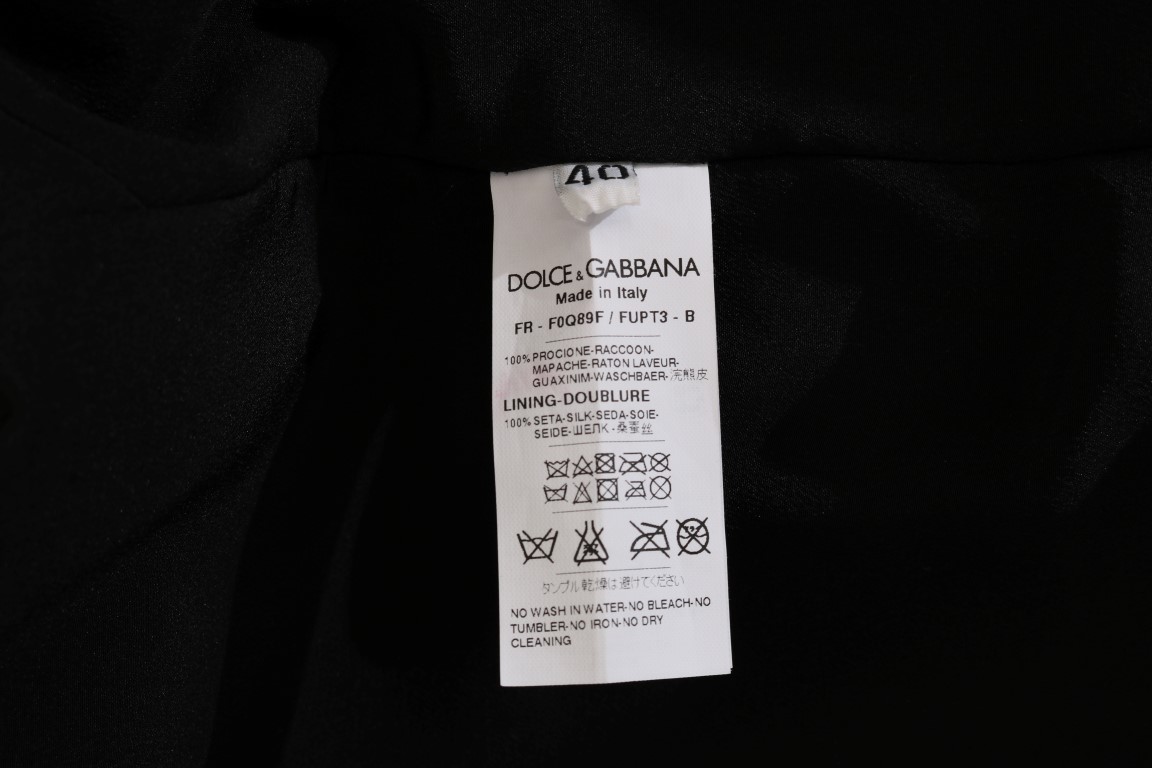 40
DOLCE & GABBANA
Made in Italy
FR - F0Q89F / FUPT3 - B
100% PROCIONE-RACCOON-
MAPACHE-RATON LAVEUR-
GUAXINIM-WASCHBAER-浣熊皮
LINING-DOUBLURE
100% SETA-SILK-SEDA-SOIE-
SEIDE-ШЕЛК-桑蚕丝
タンブル乾燥は避けてください
NO WASH IN WATER-NO BLEACH-NO
TUMBLER-NO IRON-NO DRY
CLEANING